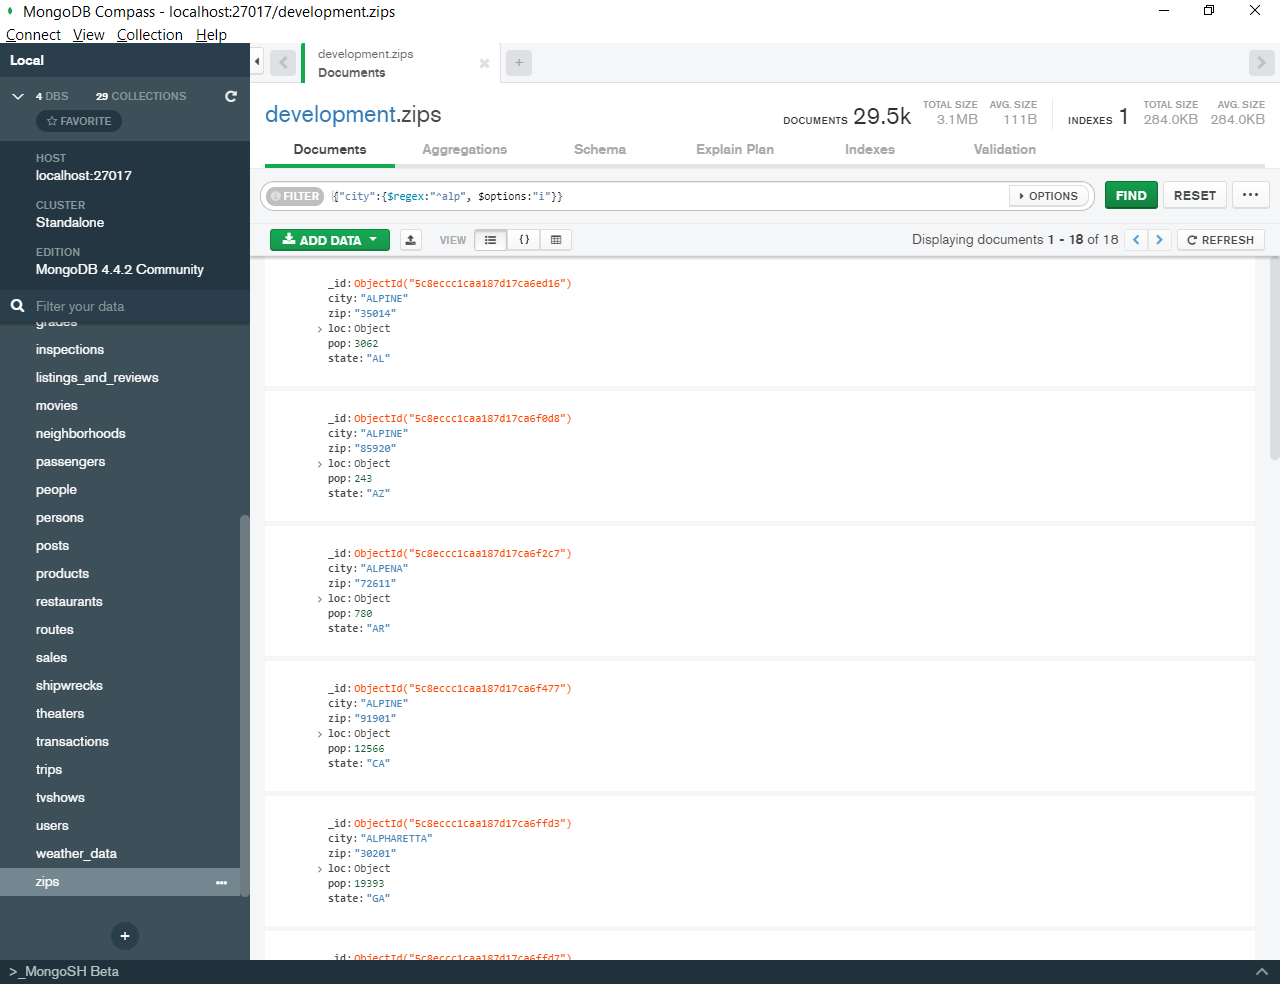 MongoDB Compass - localhost:27017/development.zips
Connect View Collection Help
Local
4 DBS 29 COLLECTIONS
FAVORITE
HOST
localhost:27017
CLUSTER
Standalone
EDITION
MongoDB 4.4.2 Community
Filter your data
grades
inspections
listings_and_reviews
movies
neighborhoods
passengers
people
persons
posts
products
restaurants
routes
sales
shipwrecks
theaters
transactions
trips
tvshows
users
weather_data
zips
>_MongoSH Beta
development.zips
Documents
development.zips
DOCUMENTS 29.5k TOTAL SIZE 3.1MB AVG. SIZE 111B INDEXES 1 TOTAL SIZE 284.0KB AVG. SIZE 284.0KB
Documents Aggregations Schema Explain Plan Indexes Validation
FILTER {"city":{$regex:"^alp", $options:"i"}} OPTIONS FIND RESET
ADD DATA VIEW {} Displaying documents 1 - 18 of 18 REFRESH
_id: ObjectId("5c8eccc1caa187d17ca6ed16")
city: "ALPINE"
zip: "35014"
loc: Object
pop: 3062
state: "AL"
_id: ObjectId("5c8eccc1caa187d17ca6f0d8")
city: "ALPINE"
zip: "85920"
loc: Object
pop: 243
state: "AZ"
_id: ObjectId("5c8eccc1caa187d17ca6f2c7")
city: "ALPENA"
zip: "72611"
loc: Object
pop: 780
state: "AR"
_id: ObjectId("5c8eccc1caa187d17ca6f477")
city: "ALPINE"
zip: "91901"
loc: Object
pop: 12566
state: "CA"
_id: ObjectId("5c8eccc1caa187d17ca6ffd3")
city: "ALPHARETTA"
zip: "30201"
loc: Object
pop: 19393
state: "GA"
_id: ObjectId("5c8eccc1caa187d17ca6ffd7")